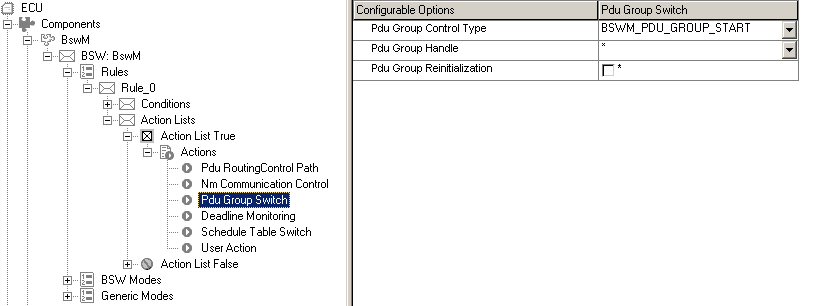 ECU
Components
BswM
BSW: BswM
Rules
Rule_0
Conditions
Action Lists
Action List True
Actions
Pdu RoutingControl Path
Nm Communication Control
Pdu Group Switch
Deadline Monitoring
Schedule Table Switch
User Action
Action List False
BSW Modes
Generic Modes
Configurable Options Pdu Group Switch
Pdu Group Control Type BSWM_PDU_GROUP_START
Pdu Group Handle *
Pdu Group Reinitialization *